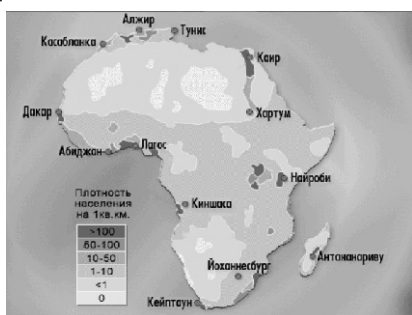 Алжир
Тунис
Касабланка
Каир
Дакар
Хартум
Абиджан
Лагос
Найроби
Киншаса
Йоханнесбург
Антананариву
Кейптаун
Плотность
населения
на 1кв.км.
>100
60-100
10-50
1-10
<1
0